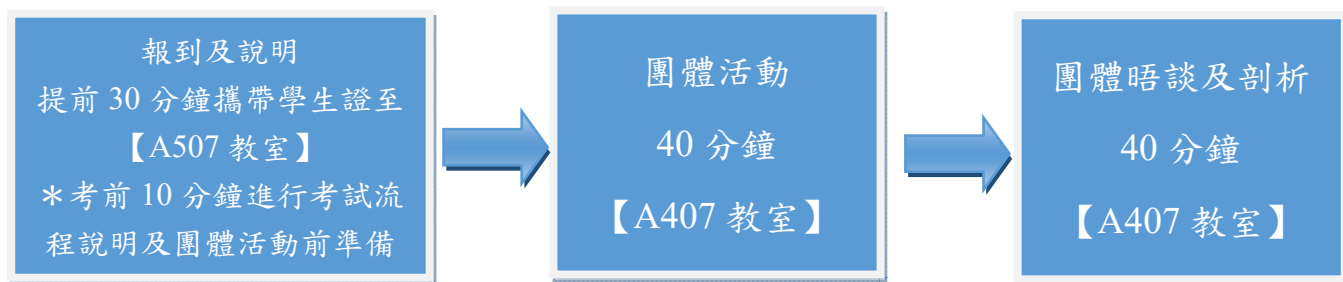 報到及說明
提前 30 分鐘攜帶學生證至
【A507 教室】
＊考前 10 分鐘進行考試流
程說明及團體活動前準備
團體活動
40 分鐘
【A407 教室】
團體晤談及剖析
40 分鐘
【A407 教室】